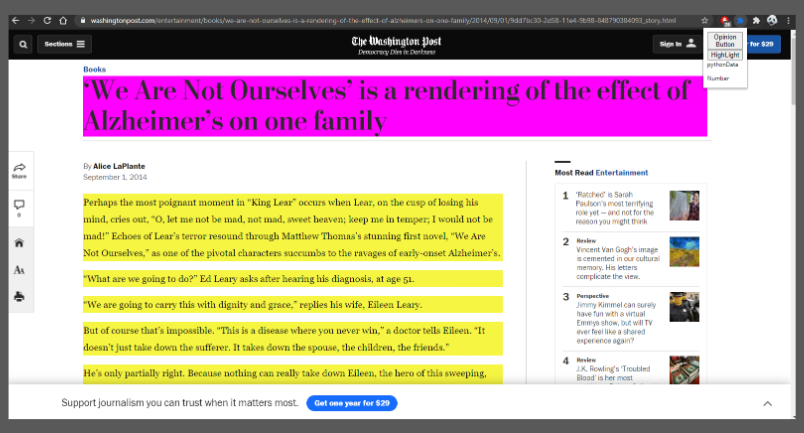 washingtonpost.com/entertainment/books/we-are-not-ourselves-is-a-rendering-of-the-effect-of-alzheimers-on-one-family/2014/09/01/9dd7bc30-2d58-11e4-9b98-848790384093_story.html
Sections
The Washington Post
Democracy Dies in Darkness
Sign In
for $29
Opinion
Button
HighLight
pythonData
Number
Books
‘We Are Not Ourselves’ is a rendering of the effect of
Alzheimer’s on one family
Share
0
AA
By Alice LaPlante
September 1, 2014
Perhaps the most poignant moment in “King Lear” occurs when Lear, on the cusp of losing his
mind, cries out, “O, let me not be mad, not mad, sweet heaven; keep me in temper; I would not be
mad!” Echoes of Lear’s terror resound through Matthew Thomas’s stunning first novel, “We Are
Not Ourselves,” as one of the pivotal characters succumbs to the ravages of early-onset Alzheimer’s.
“What are we going to do?” Ed Leary asks after hearing his diagnosis, at age 51.
“We are going to carry this with dignity and grace,” replies his wife, Eileen Leary.
But of course that’s impossible. “This is a disease where you never win,” a doctor tells Eileen. “It
doesn’t just take down the sufferer. It takes down the spouse, the children, the friends.”
He’s only partially right. Because nothing can really take down Eileen, the hero of this sweeping,
Most Read Entertainment
1 ‘Ratched’ is Sarah
Paulson’s most terrifying
role yet — and not for the
reason you might think
2 Review
Vincent Van Gogh’s image
is cemented in our cultural
memory. His letters
complicate the view.
3 Perspective
Jimmy Kimmel can surely
have fun with a virtual
Emmys show, but will TV
ever feel like a shared
experience again?
4 Review
J.K. Rowling’s ‘Troubled
Blood’ is her most
Support journalism you can trust when it matters most.
Get one year for $29